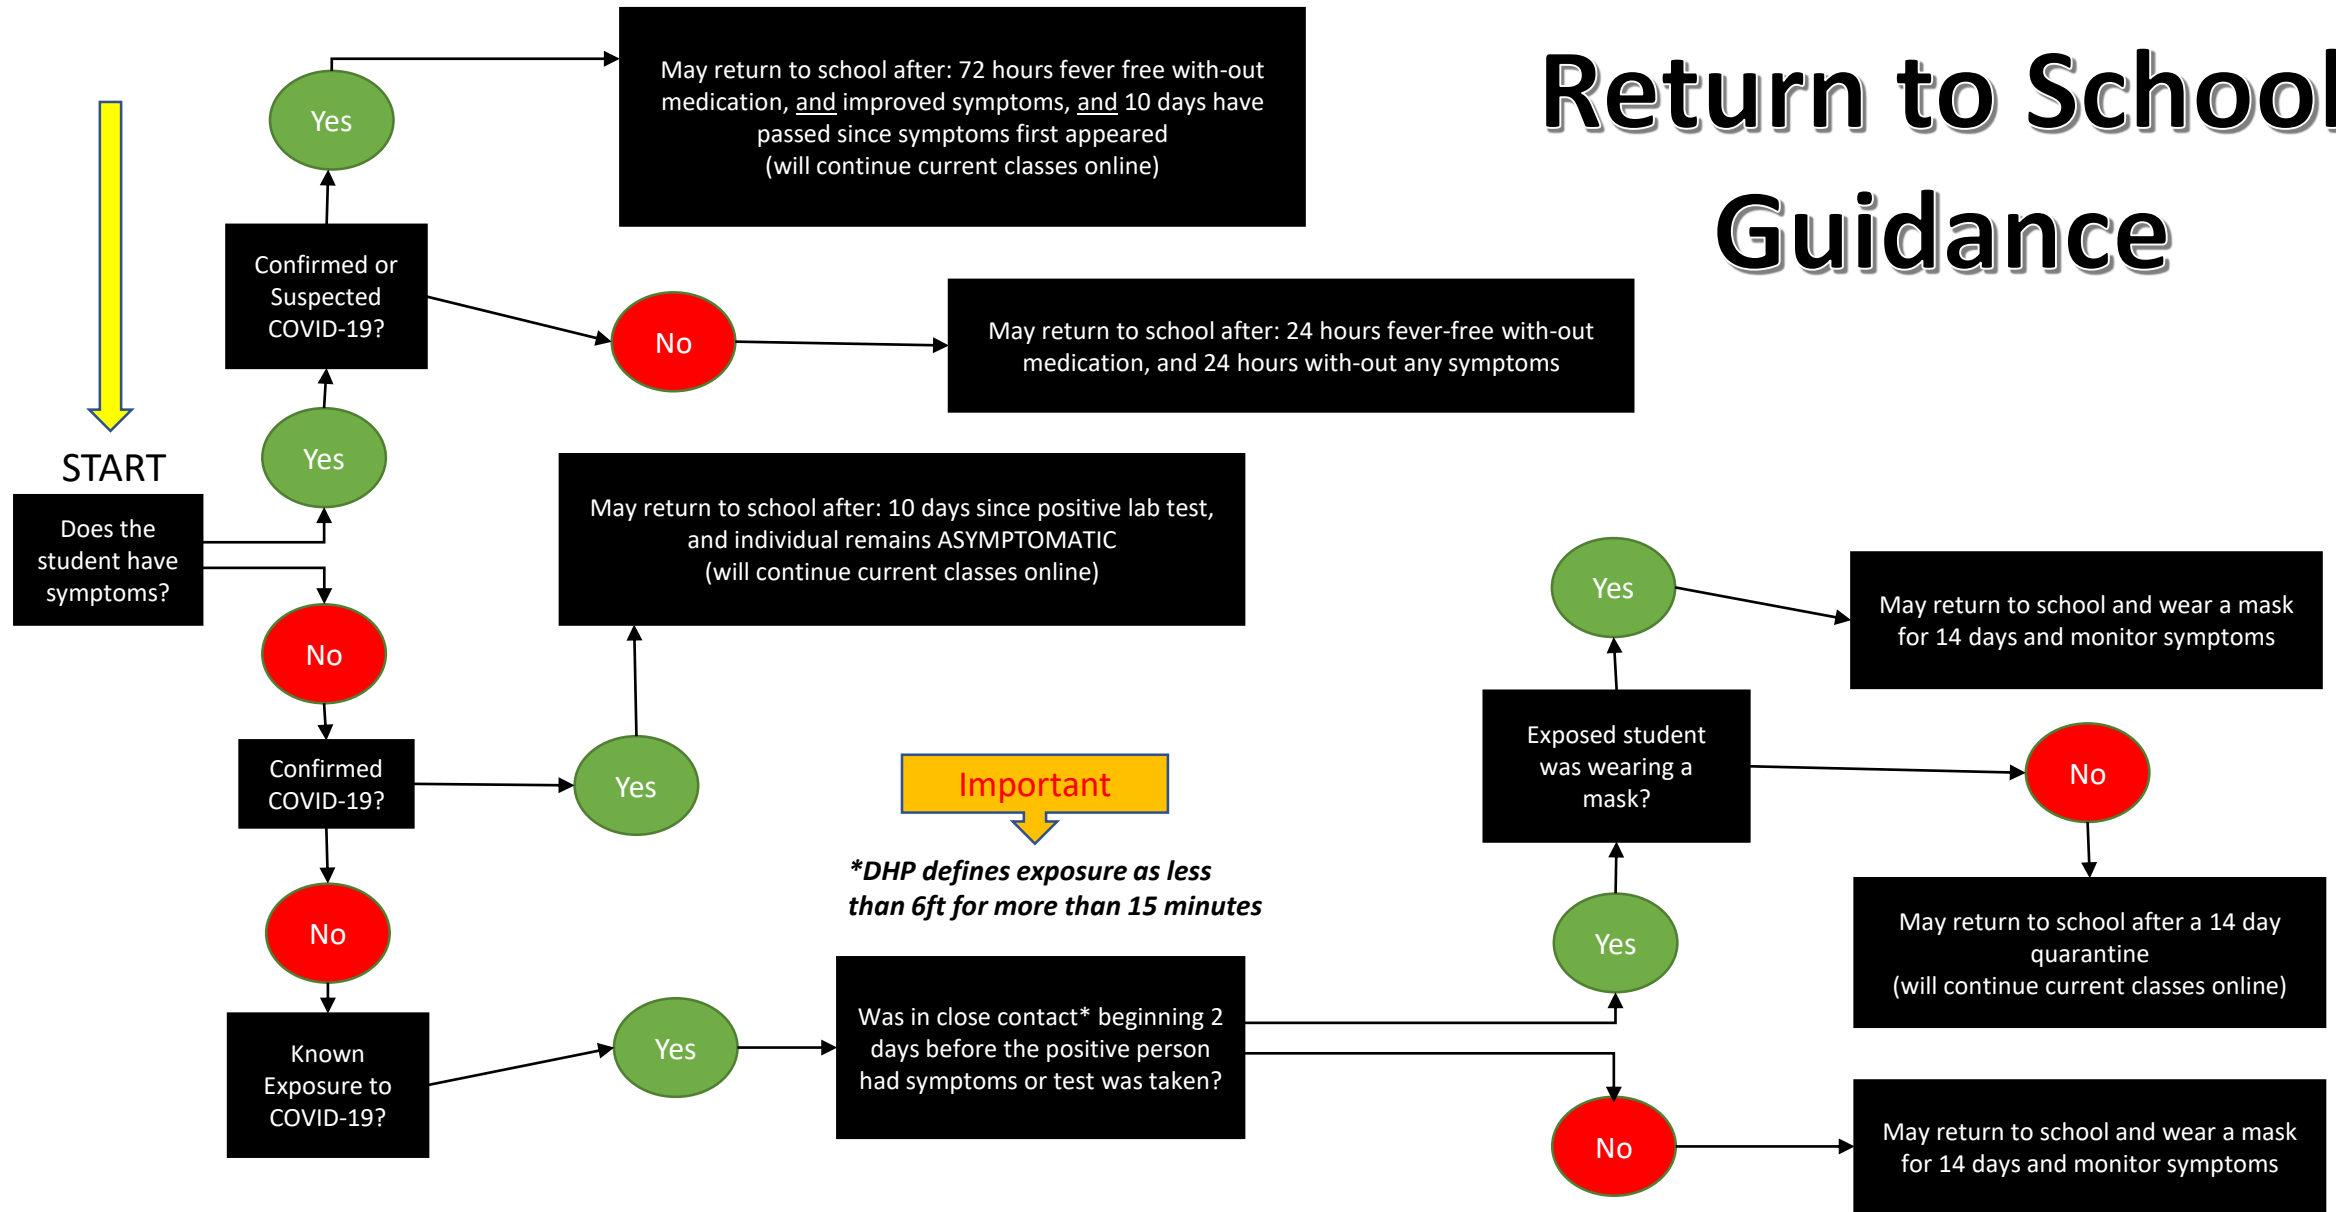 Return to School
Guidance
Yes
May return to school after: 72 hours fever free with-out
medication, and improved symptoms, and 10 days have
passed since symptoms first appeared
(will continue current classes online)
Confirmed or
Suspected
COVID-19?
No
May return to school after: 24 hours fever-free with-out
medication, and 24 hours with-out any symptoms
Yes
START
Does the
student have
symptoms?
May return to school after: 10 days since positive lab test,
and individual remains ASYMPTOMATIC
(will continue current classes online)
No
Confirmed
COVID-19?
Yes
Important
*DHP defines exposure as less
than 6ft for more than 15 minutes
No
Known
Exposure to
COVID-19?
Yes
Was in close contact* beginning 2
days before the positive person
had symptoms or test was taken?
Yes
May return to school and wear a mask
for 14 days and monitor symptoms
Exposed student
was wearing a
mask?
No
Yes
May return to school after a 14 day
quarantine
(will continue current classes online)
No
May return to school and wear a mask
for 14 days and monitor symptoms